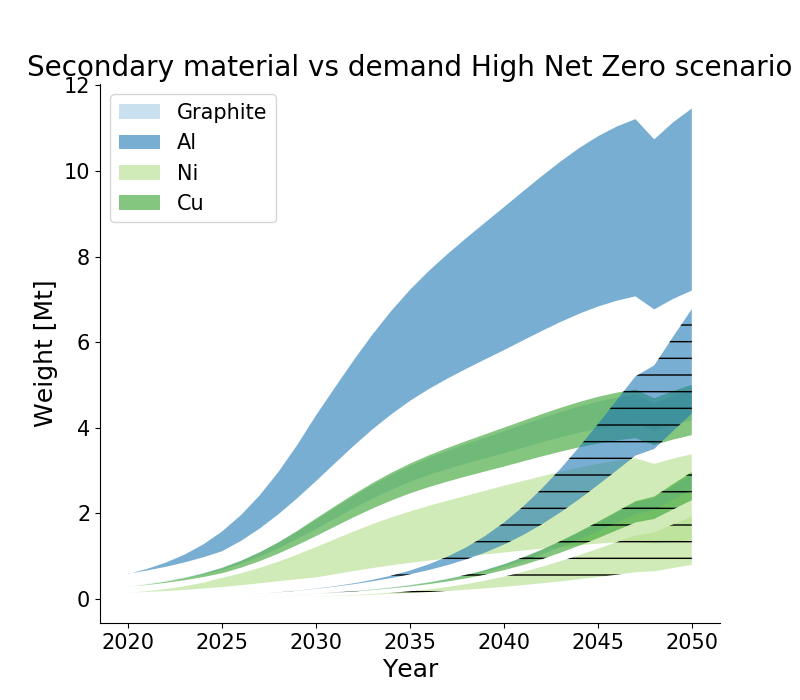 Secondary material vs demand High Net Zero scenario
Graphite
Al
Ni
Cu
12
10
8
6
4
2
0
Weight [Mt]
2020 2025 2030 2035 2040 2045 2050
Year